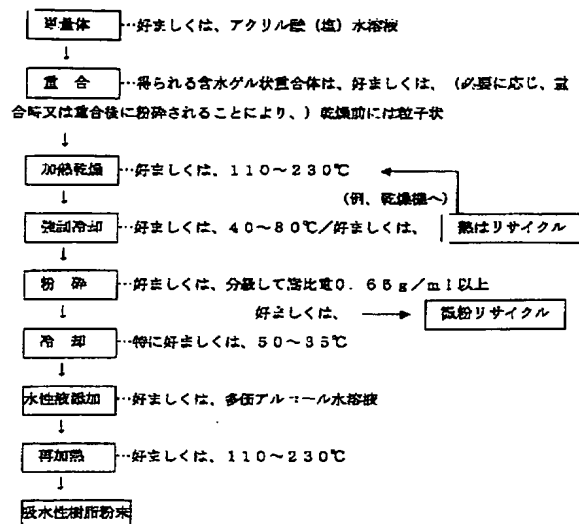 単量体…好ましくは、アクリル酸（塩）水溶液
↓
重 合…得られる含水ゲル状重合体は、好ましくは、（必要に応じ、重
合時又は重合後に粉砕されることにより、）乾燥前には粒子状
↓
加熱乾燥…好ましくは、１１０～２３０℃
↓ （例、乾燥機へ）
強制冷却…好ましくは、４０～８０℃／好ましくは、 熱はリサイクル
↓
粉 砕…好ましくは、分級して嵩比重０．６５ｇ／ｍｌ以上
↓ 好ましくは、 → 微粉リサイクル
冷 却…特に好ましくは、５０～３５℃
↓
水性液添加…好ましくは、多価アルコール水溶液
↓
再加熱…好ましくは、１１０～２３０℃
↓
吸水性樹脂粉末